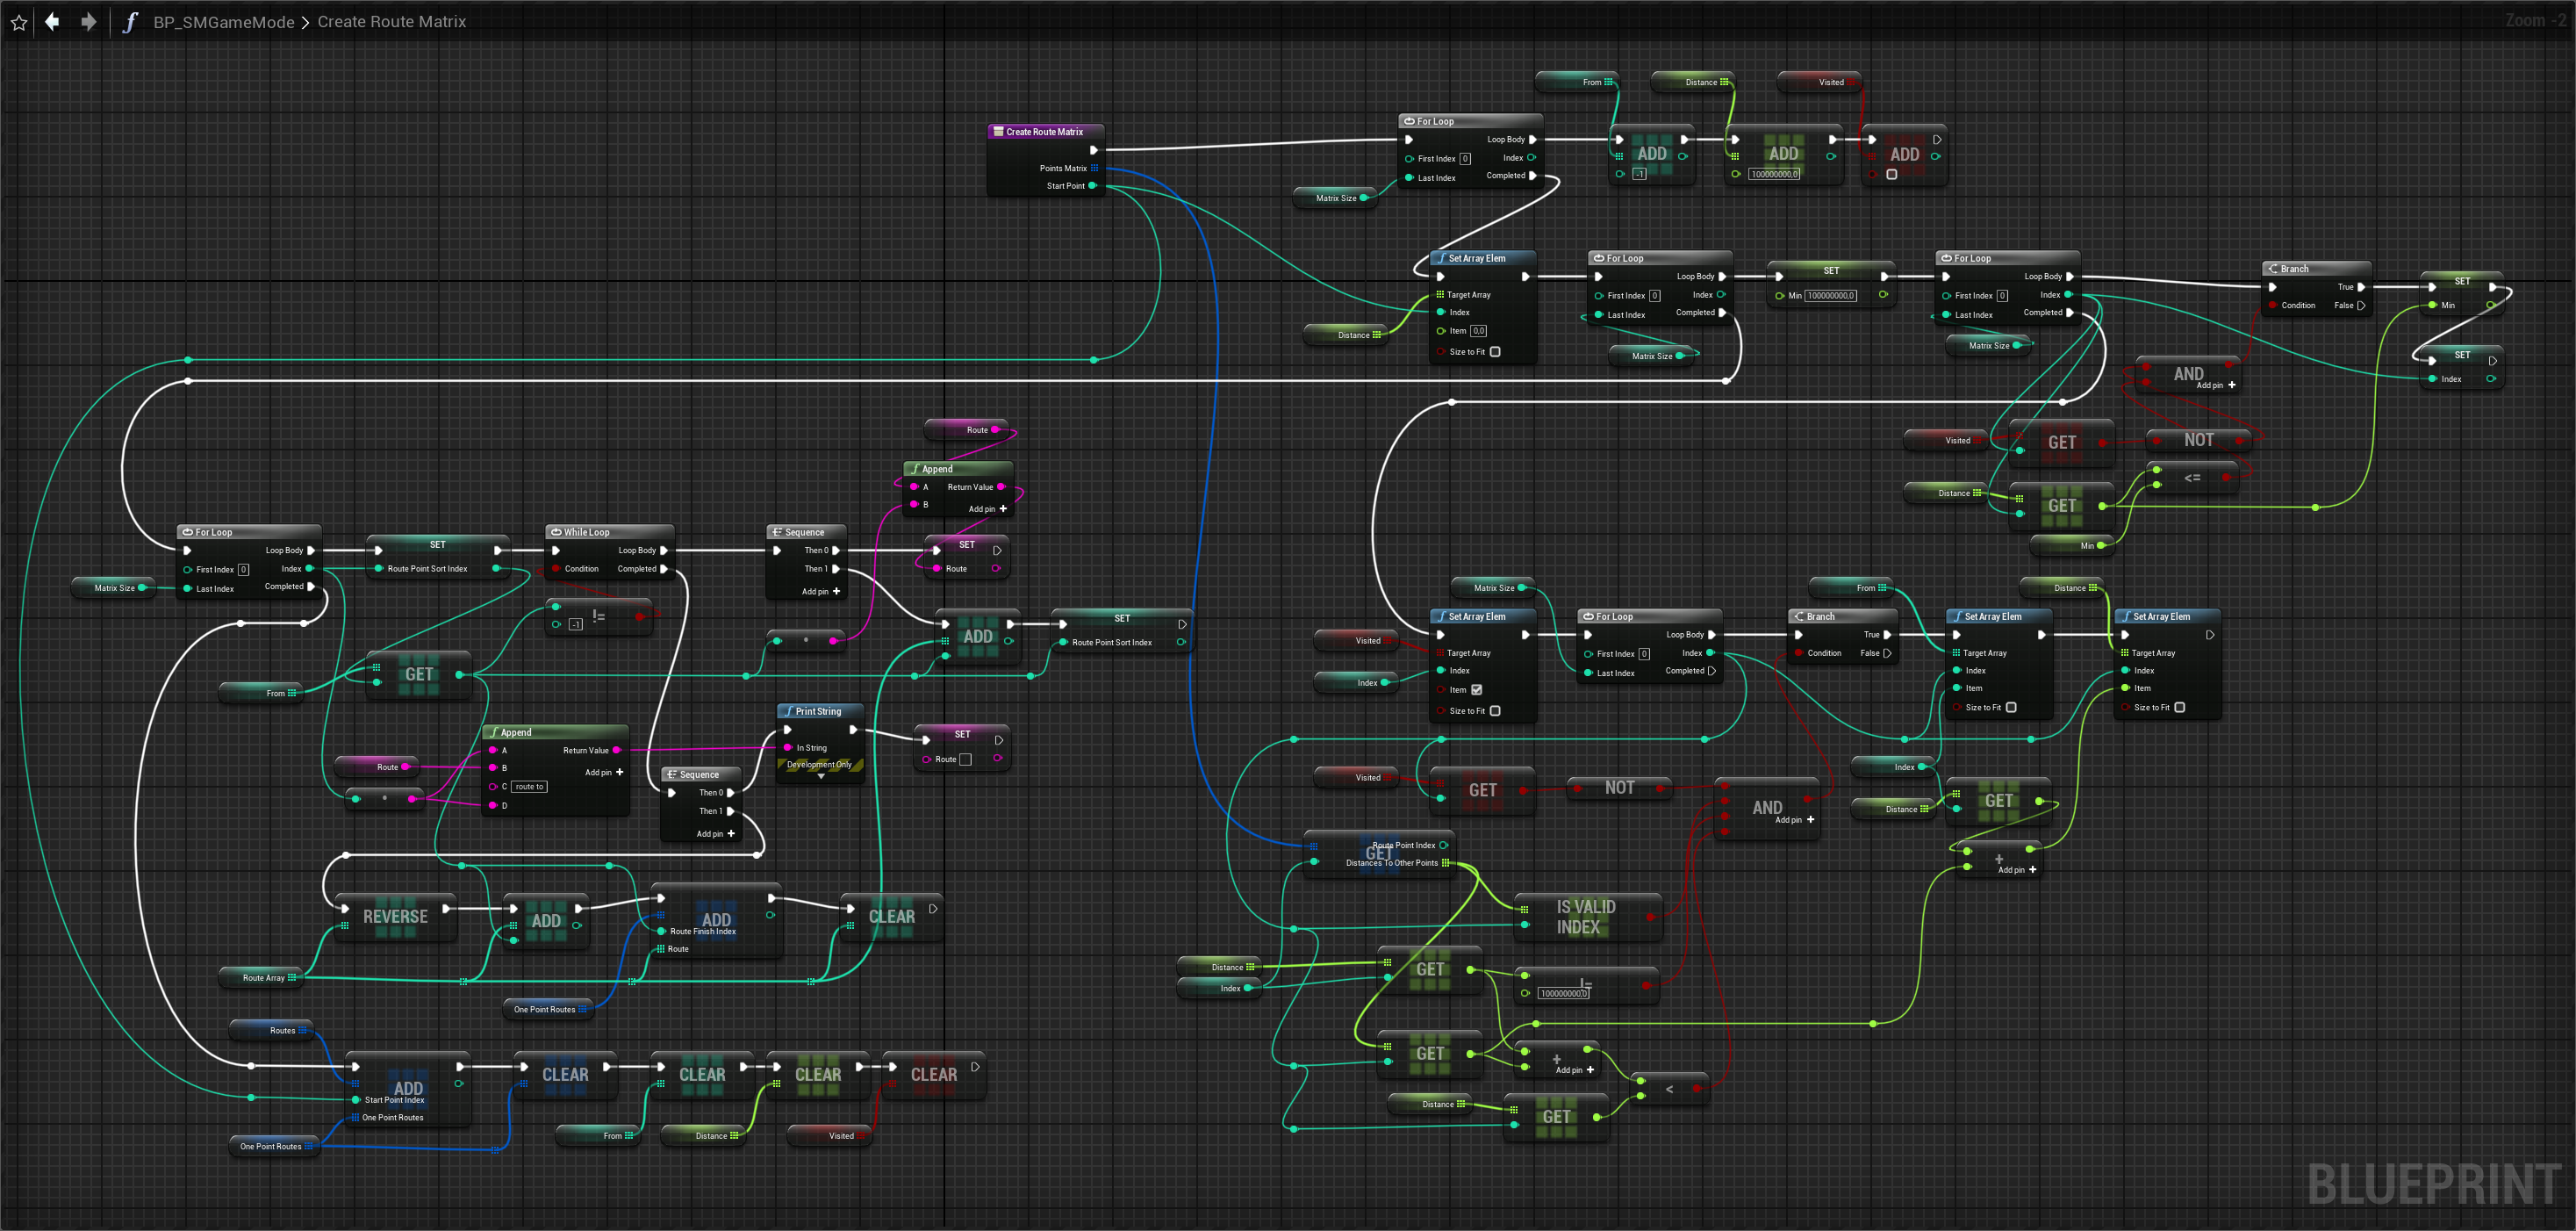 BP_SMGameMode > Create Route Matrix
Zoom -2
From
Distance
Visited
Create Route Matrix
Points Matrix
Start Point
For Loop
Loop Body
First Index 0
Index
Last Index
Completed
Matrix Size
ADD
-1
ADD
100000000,0
ADD
Set Array Elem
Target Array
Index
Item 0,0
Size to Fit
Distance
For Loop
Loop Body
First Index 0
Index
Last Index
Completed
Matrix Size
SET
Min 100000000,0
For Loop
Loop Body
First Index 0
Index
Last Index
Completed
Matrix Size
Branch
True
Condition
False
SET
Min
SET
Index
AND
Add pin +
Visited
GET
NOT
Distance
GET
<=
Min
Route
Append
A
Return Value
B
Add pin +
For Loop
Loop Body
First Index 0
Index
Last Index
Completed
Matrix Size
SET
Route Point Sort Index
While Loop
Loop Body
Condition
Completed
Sequence
Then 0
Then 1
Add pin +
SET
Route
!=
-1
ADD
SET
Route Point Sort Index
From
GET
Append
A
Return Value
B
Add pin +
C route to
D
Route
Sequence
Then 0
Then 1
Add pin +
Print String
In String
Development Only
SET
Route
REVERSE
ADD
ADD
Route Finish Index
Route
CLEAR
Route Array
One Point Routes
Routes
ADD
Start Point Index
One Point Routes
One Point Routes
CLEAR
CLEAR
CLEAR
CLEAR
From
Distance
Visited
Matrix Size
Set Array Elem
Target Array
Index
Item
Size to Fit
Visited
Index
For Loop
Loop Body
First Index 0
Index
Last Index
Completed
Branch
True
Condition
False
From
Distance
Set Array Elem
Target Array
Index
Item
Size to Fit
Set Array Elem
Target Array
Index
Item
Size to Fit
Visited
GET
NOT
AND
Add pin +
Index
Distance
GET
+
Add pin +
GET
Route Point Index
Distances To Other Points
IS VALID
INDEX
Distance
Index
GET
!=
100000000,0
GET
+
Add pin +
<
Distance
GET
BLUEPRINT